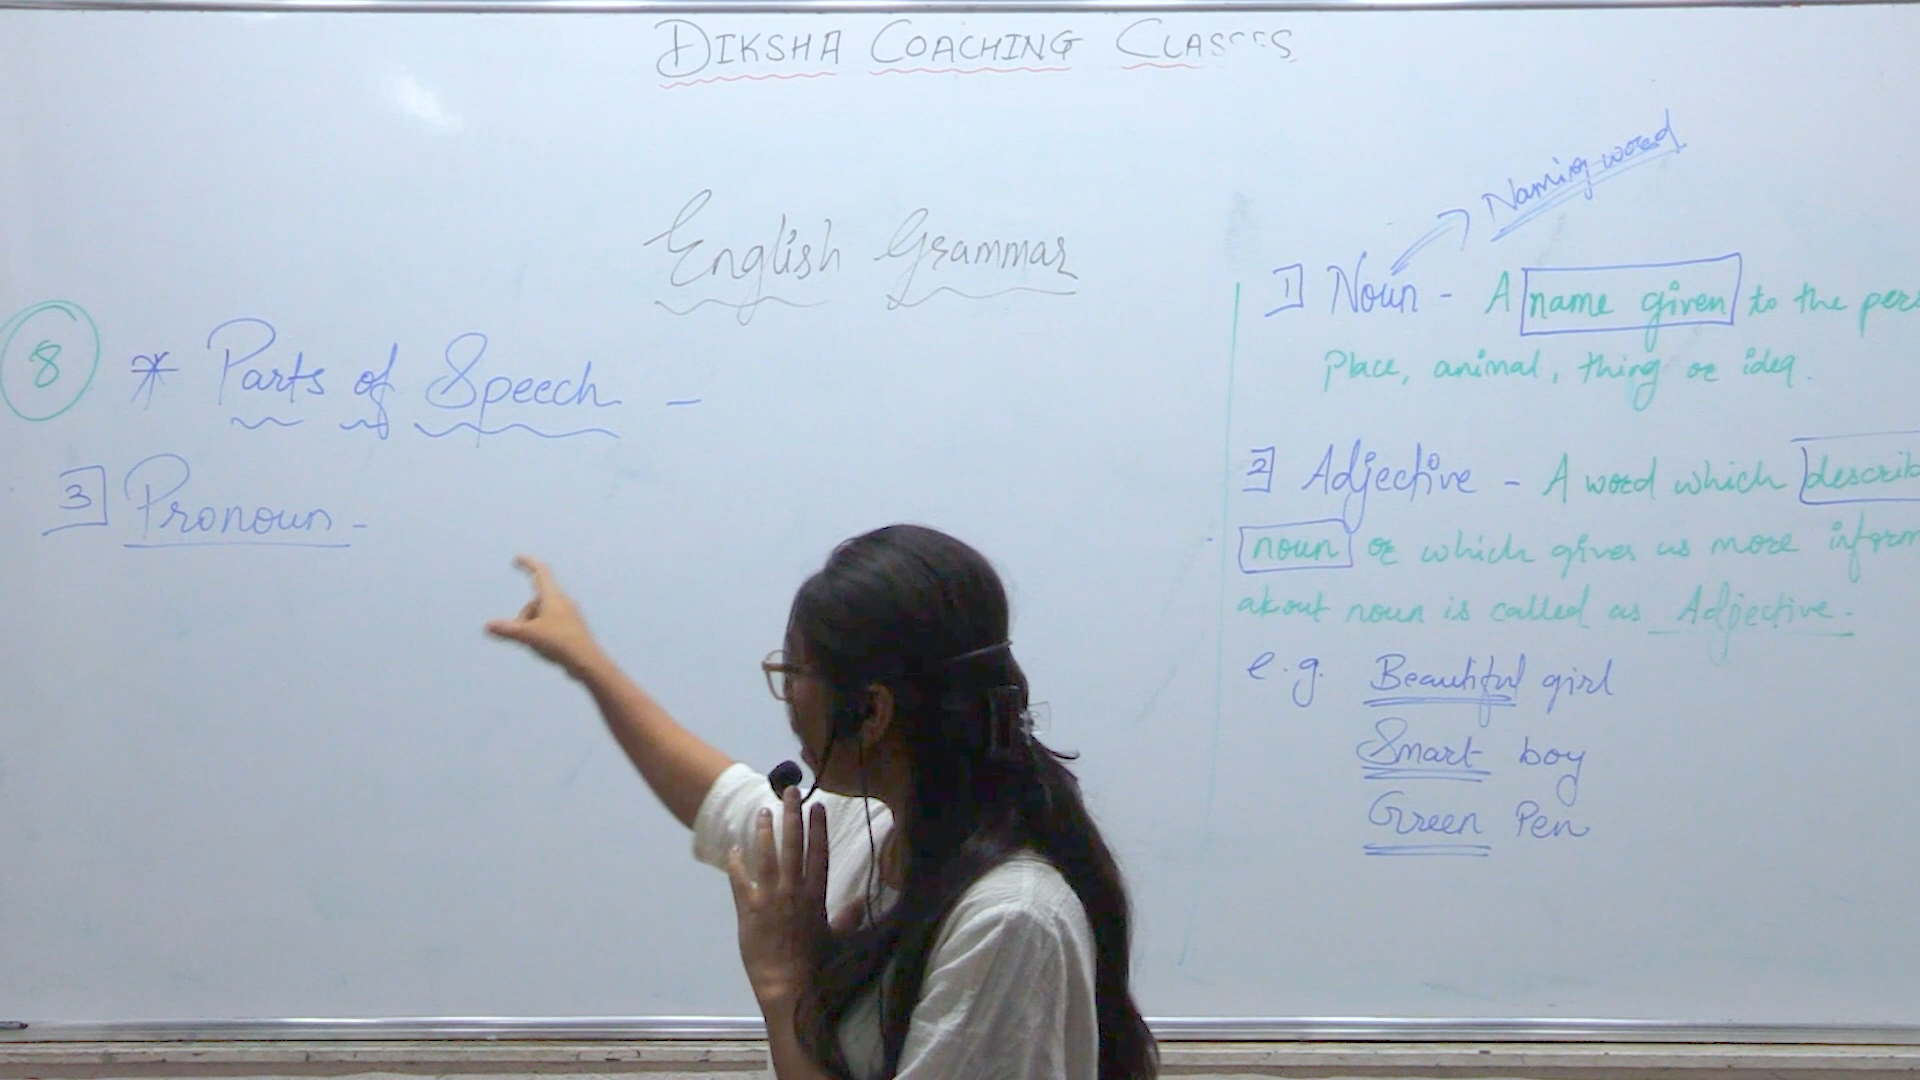 DIKSHA COACHING CLASSES
English Grammar
8
* Parts of Speech -
3] Pronoun -
Naming word
1] Noun - A name given to the
Place, animal, thing or idea.
2] Adjective - A word which
noun or which gives us more
about noun is called as Adjective.
e.g. Beautiful girl
Smart boy
Green Pen